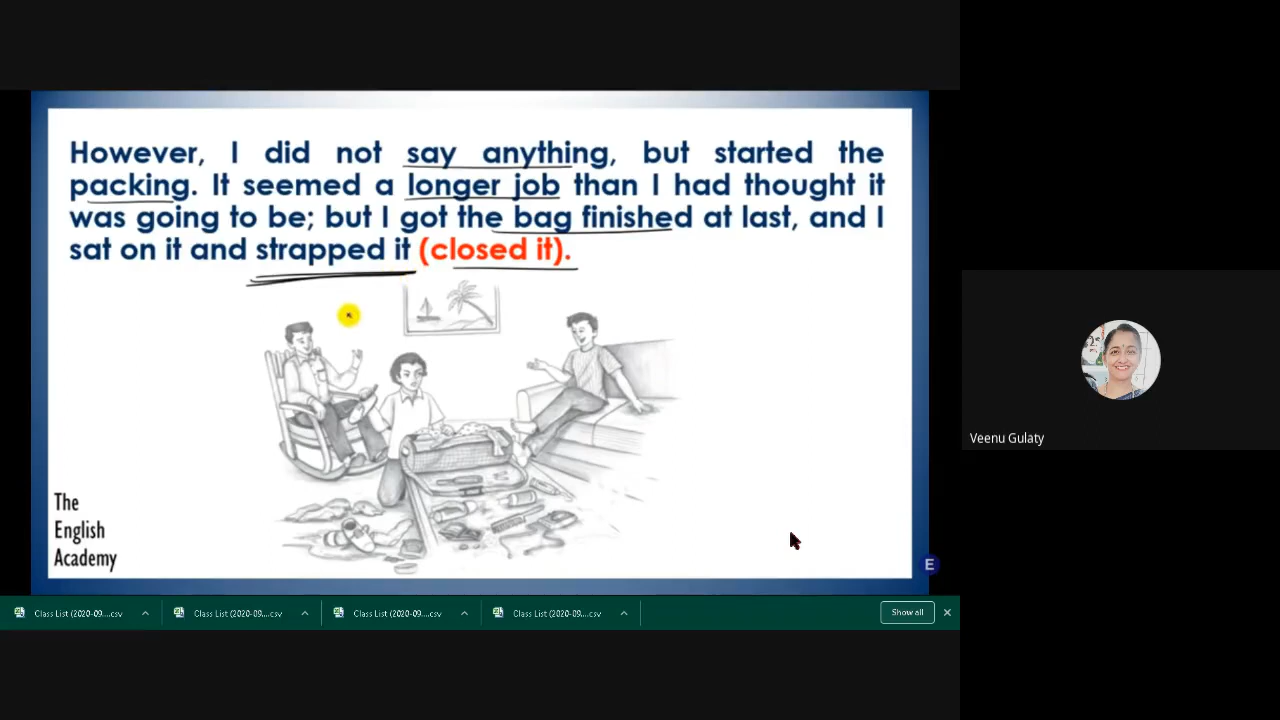 However, I did not say anything, but started the
packing. It seemed a longer job than I had thought it
was going to be; but I got the bag finished at last, and I
sat on it and strapped it (closed it).
The
English
Academy
E
Veenu Gulaty
Class List (2020-09....csv
Class List (2020-09....csv
Class List (2020-09....csv
Class List (2020-09....csv
Show all